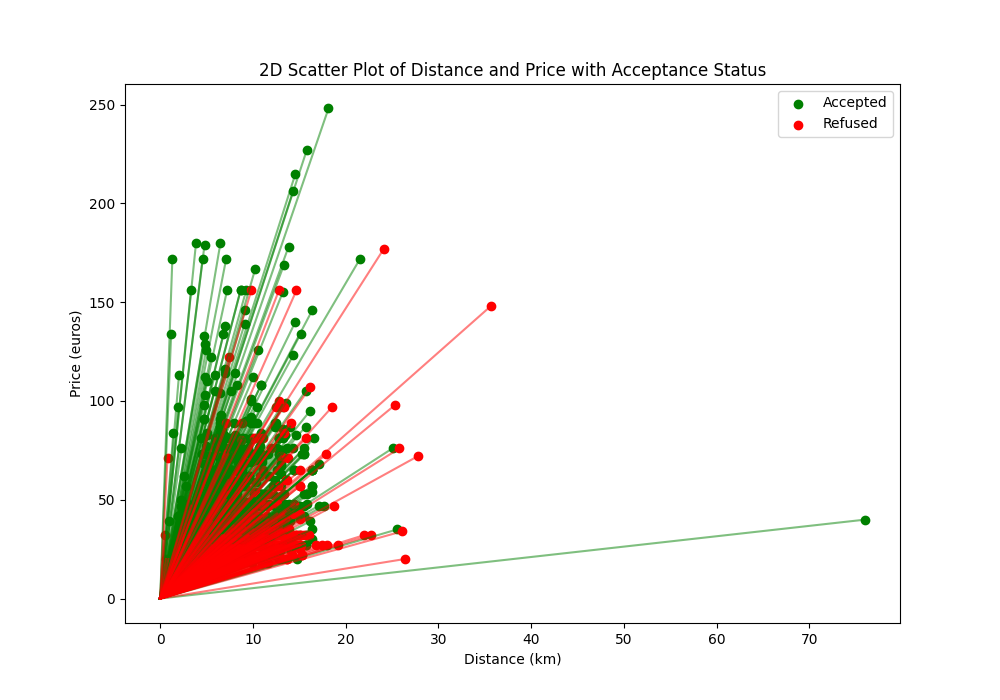 2D Scatter Plot of Distance and Price with Acceptance Status
Accepted
Refused
250
200
150
100
50
0
Price (euros)
0 10 20 30 40 50 60 70
Distance (km)